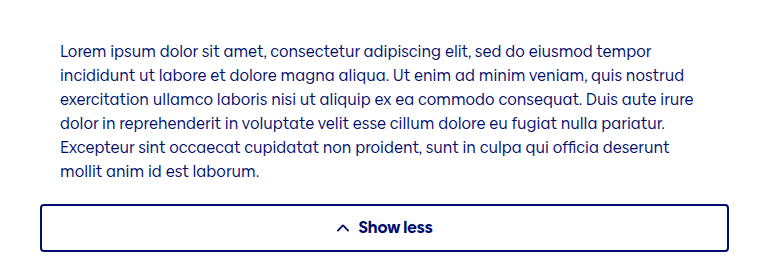 Lorem ipsum dolor sit amet, consectetur adipiscing elit, sed do eiusmod tempor
incididunt ut labore et dolore magna aliqua. Ut enim ad minim veniam, quis nostrud
exercitation ullamco laboris nisi ut aliquip ex ea commodo consequat. Duis aute irure
dolor in reprehenderit in voluptate velit esse cillum dolore eu fugiat nulla pariatur.
Excepteur sint occaecat cupidatat non proident, sunt in culpa qui officia deserunt
mollit anim id est laborum.
Show less